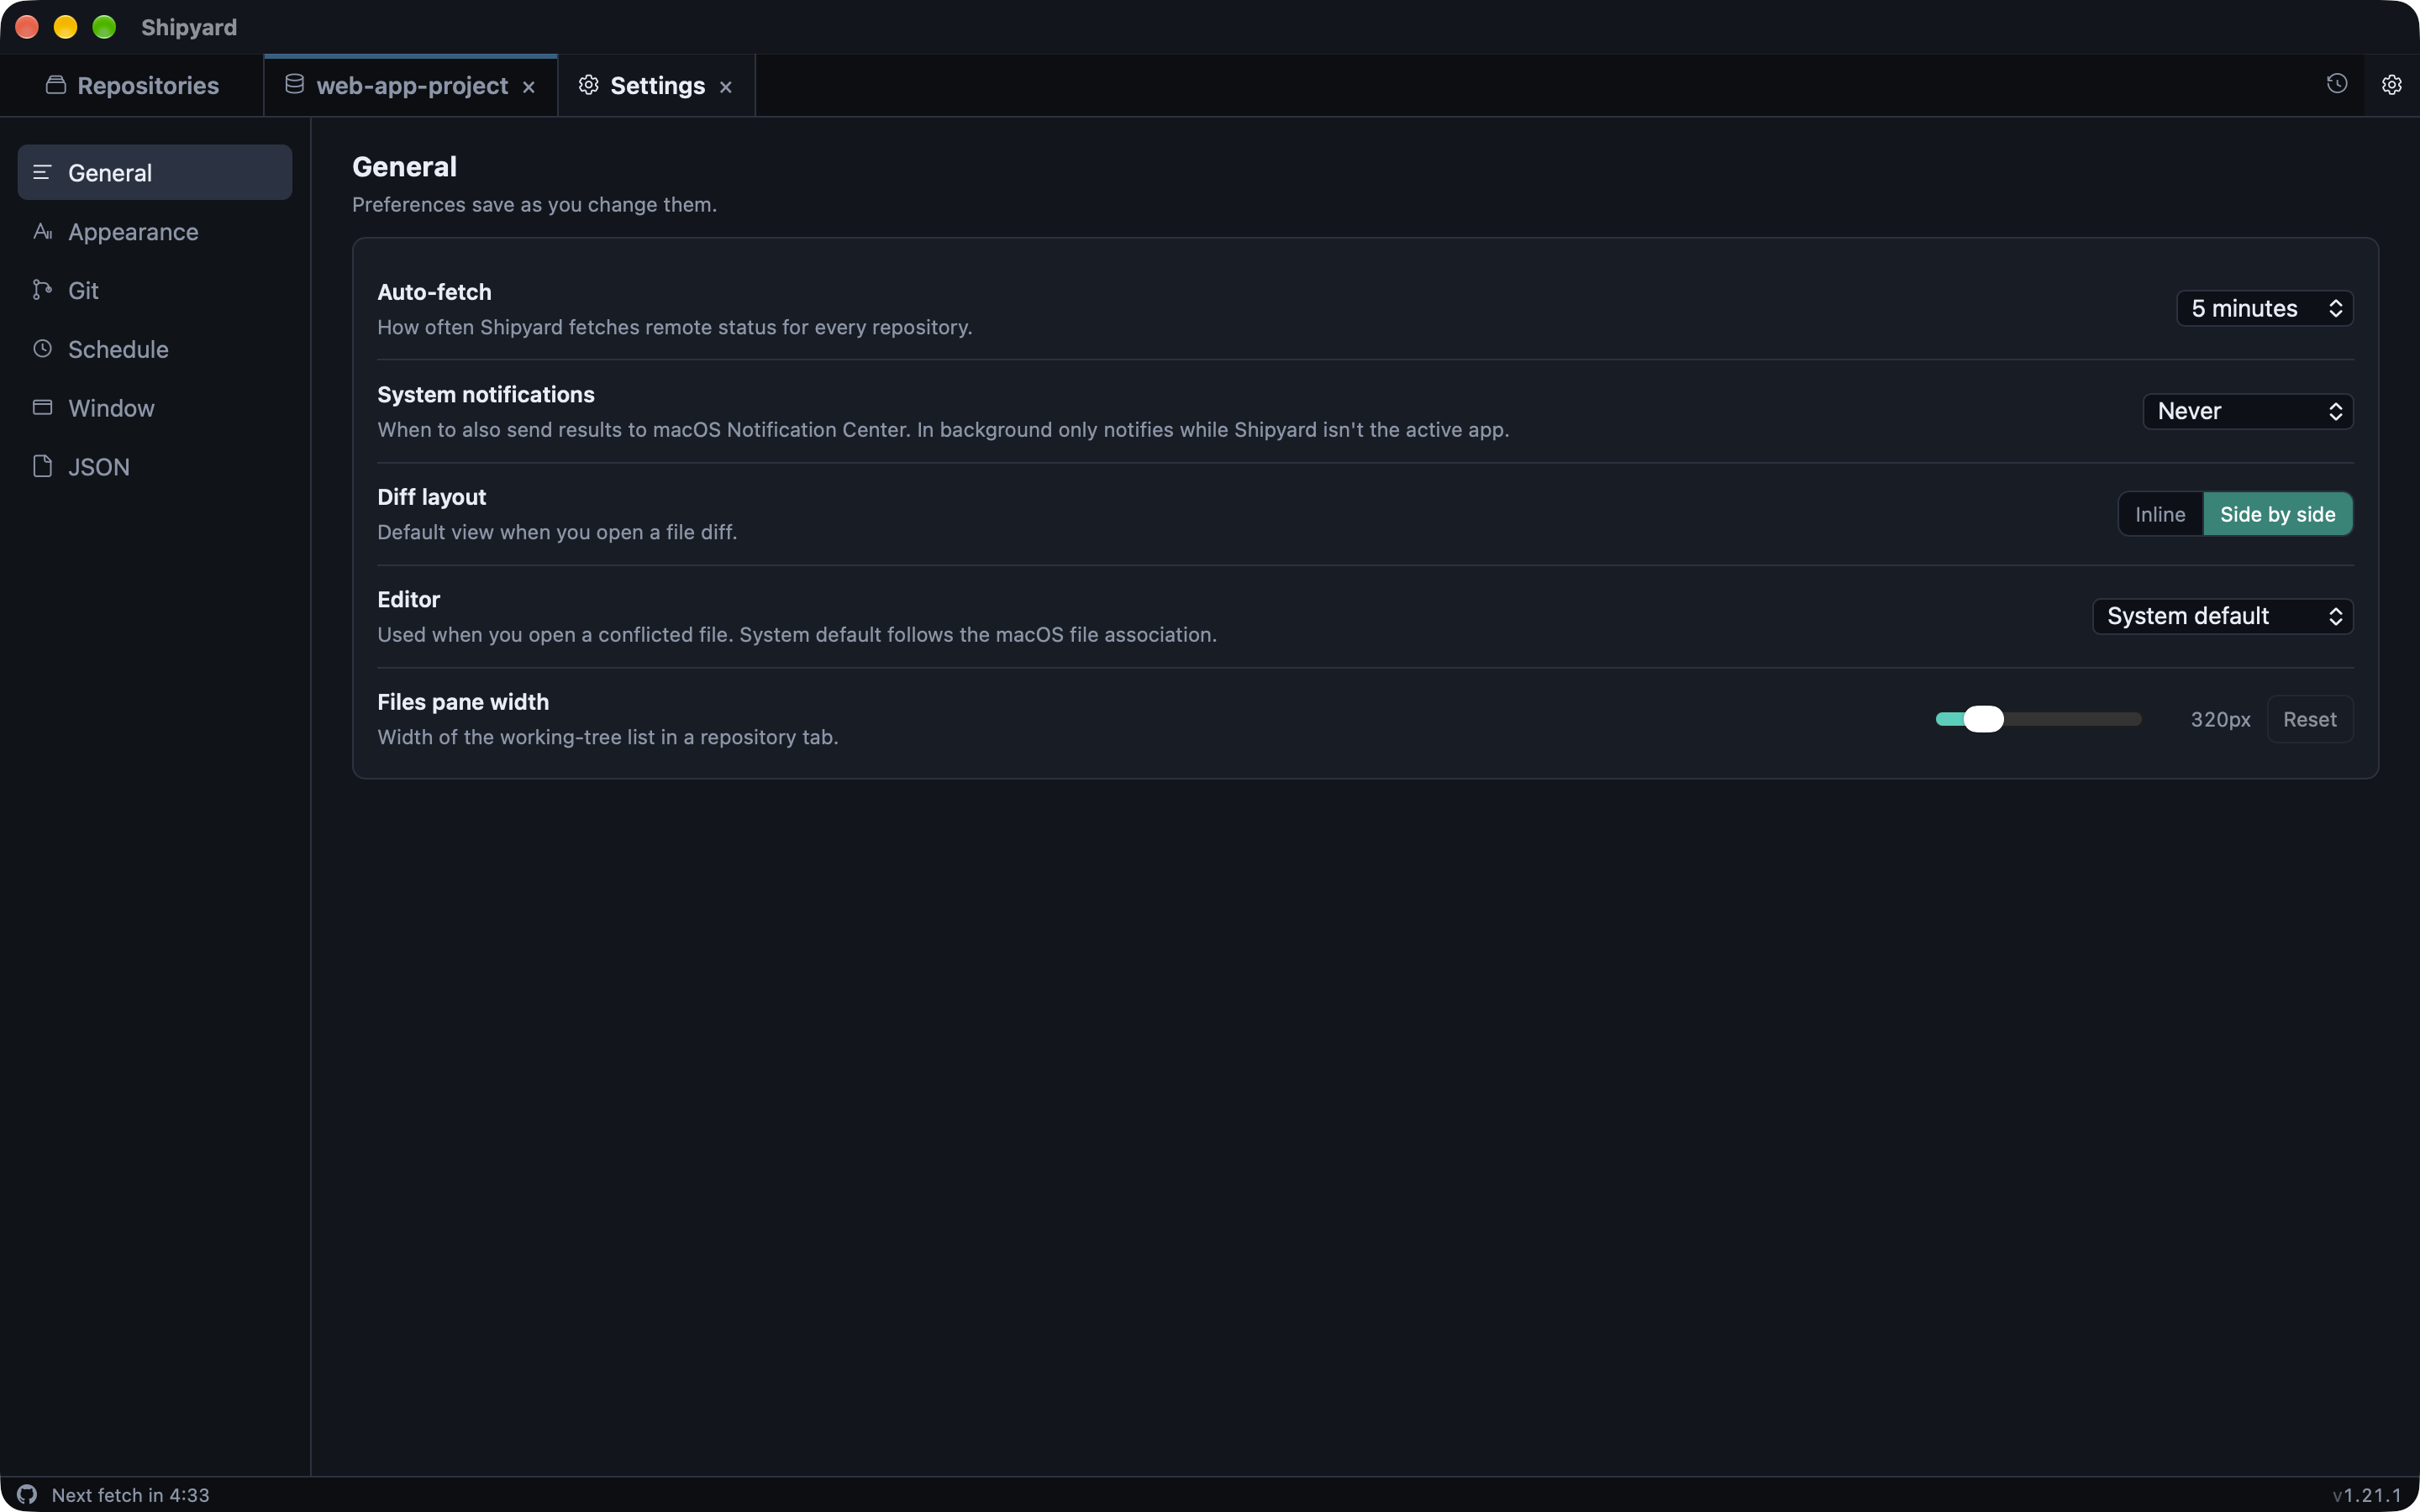 Shipyard
Repositories
web-app-project
Settings
General
Appearance
Git
Schedule
Window
JSON
General
Preferences save as you change them.
Auto-fetch
How often Shipyard fetches remote status for every repository.
5 minutes
System notifications
When to also send results to macOS Notification Center. In background only notifies while Shipyard isn't the active app.
Never
Diff layout
Default view when you open a file diff.
Inline
Side by side
Editor
Used when you open a conflicted file. System default follows the macOS file association.
System default
Files pane width
Width of the working-tree list in a repository tab.
320px
Reset
Next fetch in 4:33
v1.21.1